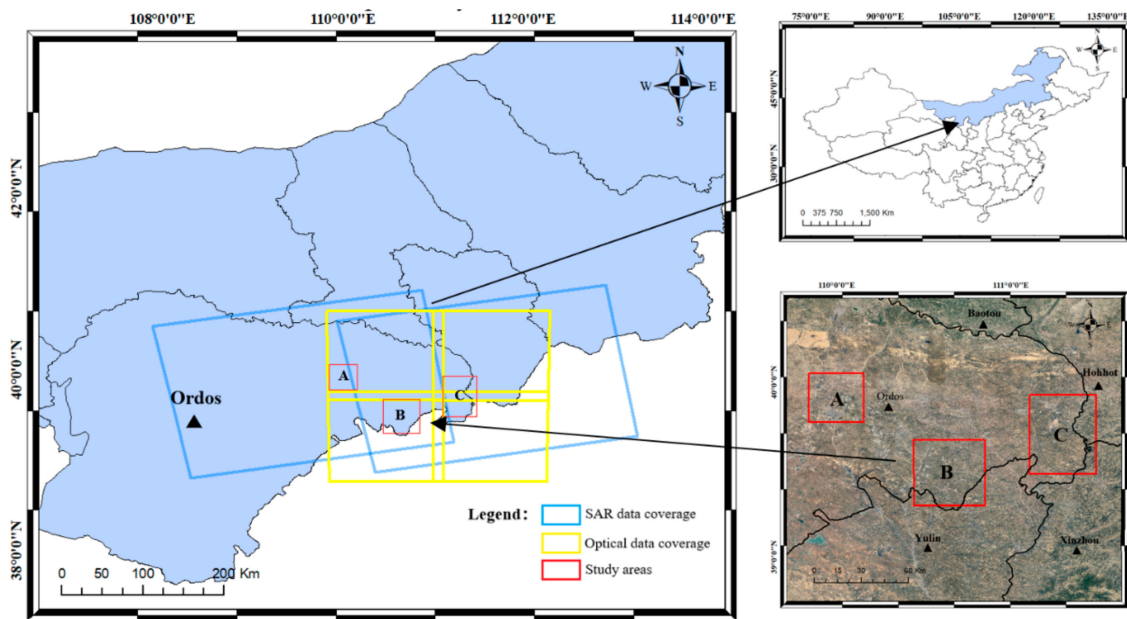 108°0'0"E 110°0'0"E 112°0'0"E 114°0'0"E
N
W E
S
42°0'0"N
40°0'0"N
38°0'0"N
A
B
C
Ordos
Legend:
SAR data coverage
Optical data coverage
Study areas
0 50 100 200 Km
75°0'0"E 90°0'0"E 105°0'0"E 120°0'0"E 135°0'0"E
N
W E
S
45°0'0"N
30°0'0"N
0 375 750 1,500 Km
110°0'0"E 111°0'0"E
Baotou
N
W E
S
40°0'0"N
39°0'0"N
Hohhot
A
Ordos
C
B
Yulin
Xinzhou
0 15 30 60 Km